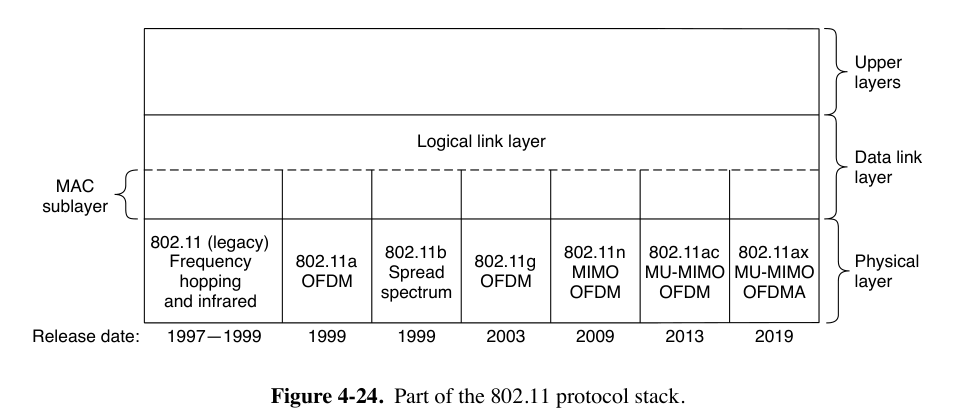 Upper
layers
Logical link layer
Data link
layer
MAC
sublayer
802.11 (legacy)
Frequency
hopping
and infrared
802.11a
OFDM
802.11b
Spread
spectrum
802.11g
OFDM
802.11n
MIMO
OFDM
802.11ac
MU-MIMO
OFDM
802.11ax
MU-MIMO
OFDMA
Physical
layer
Release date: 1997—1999 1999 1999 2003 2009 2013 2019
Figure 4-24. Part of the 802.11 protocol stack.